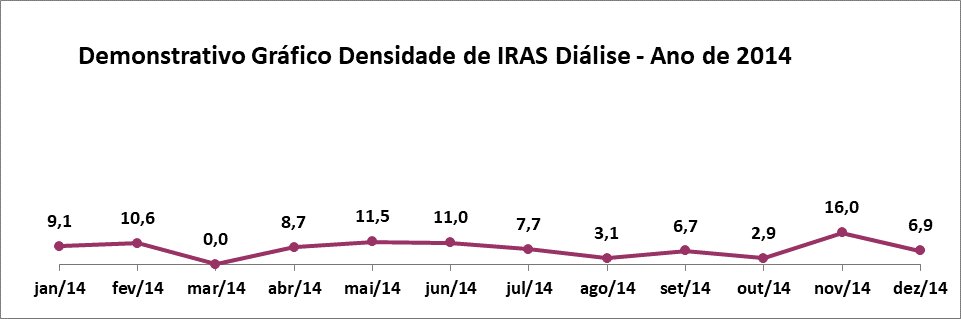 Demonstrativo Gráfico Densidade de IRAS Diálise - Ano de 2014
9,1 10,6 0,0 8,7 11,5 11,0 7,7 3,1 6,7 2,9 16,0 6,9
jan/14 fev/14 mar/14 abr/14 mai/14 jun/14 jul/14 ago/14 set/14 out/14 nov/14 dez/14